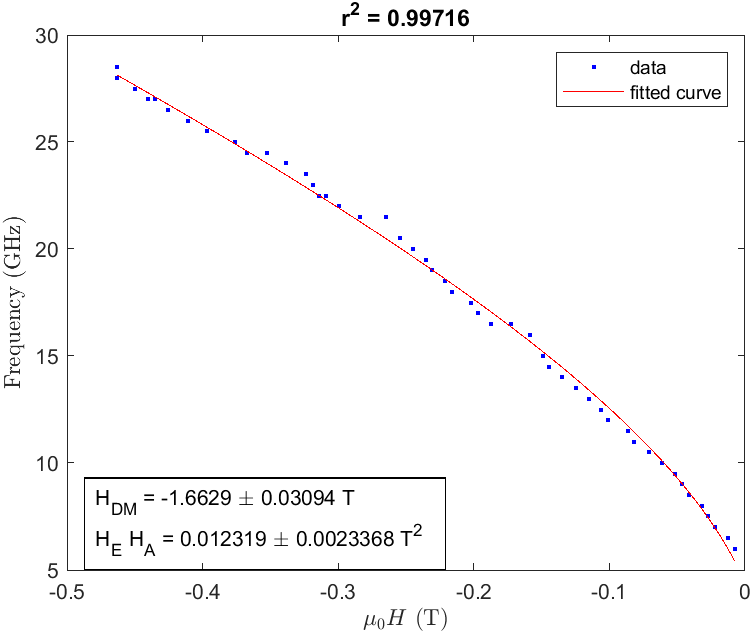 r² = 0.99716
30
25
20
15
10
5
Frequency (GHz)
data
fitted curve
H_DM = -1.6629 ± 0.03094 T
H_E H_A = 0.012319 ± 0.0023368 T²
-0.5 -0.4 -0.3 -0.2 -0.1 0
μ₀H (T)